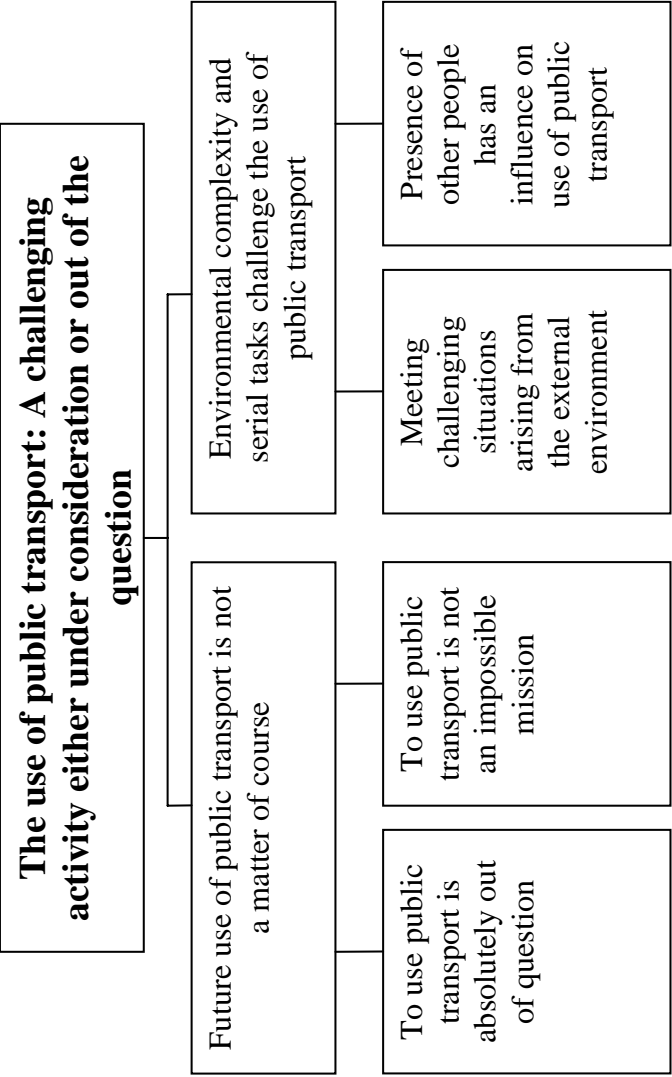 The use of public transport: A challenging
activity either under consideration or out of the
question
Future use of public transport is not
a matter of course
Environmental complexity and
serial tasks challenge the use of
public transport
To use public
transport is
absolutely out
of question
To use public
transport is not
an impossible
mission
Meeting
challenging
situations
arising from
the external
environment
Presence of
other people
has an
influence on
use of public
transport